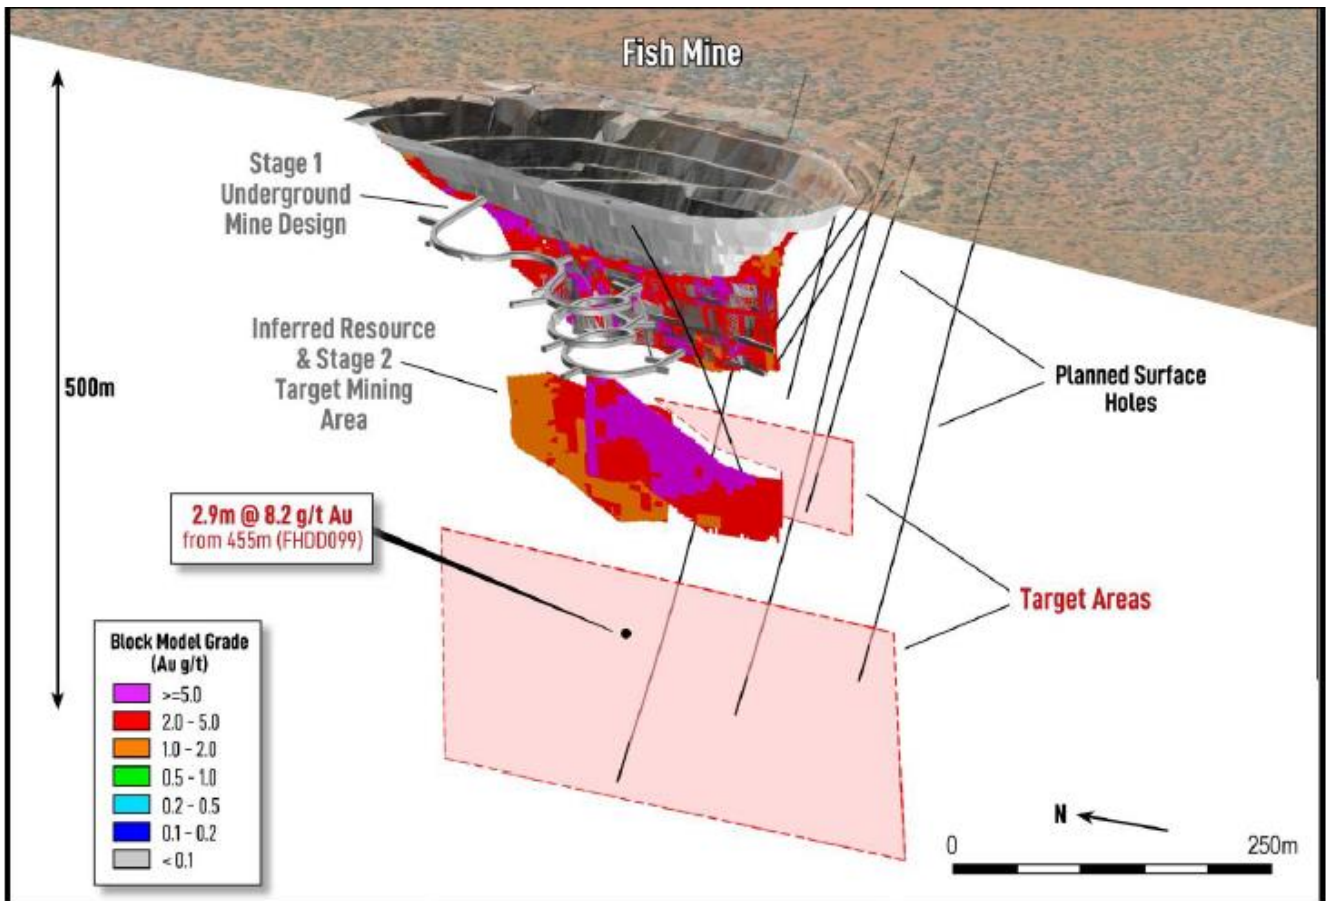 Fish Mine
Stage 1
Underground
Mine Design
Inferred Resource
& Stage 2
Target Mining
Area
500m
Planned Surface
Holes
2.9m @ 8.2 g/t Au
from 455m (FHDD099)
Target Areas
Block Model Grade
(Au g/t)
>=5.0
2.0 - 5.0
1.0 - 2.0
0.5 - 1.0
0.2 - 0.5
0.1 - 0.2
< 0.1
N
0 250m